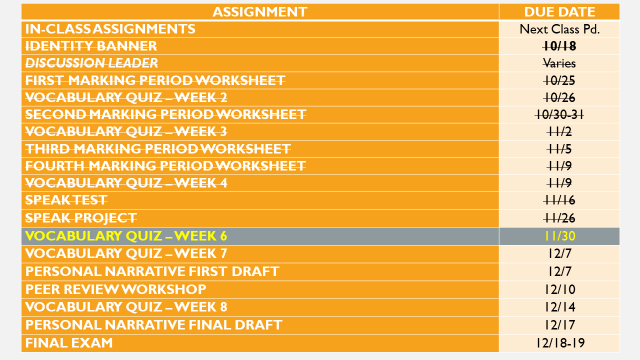 ASSIGNMENT DUE DATE
IN-CLASS ASSIGNMENTS Next Class Pd.
IDENTITY BANNER 10/18
DISCUSSION LEADER Varies
FIRST MARKING PERIOD WORKSHEET 10/25
VOCABULARY QUIZ – WEEK 2 10/26
SECOND MARKING PERIOD WORKSHEET 10/30-31
VOCABULARY QUIZ – WEEK 3 11/2
THIRD MARKING PERIOD WORKSHEET 11/5
FOURTH MARKING PERIOD WORKSHEET 11/9
VOCABULARY QUIZ – WEEK 4 11/9
SPEAK TEST 11/16
SPEAK PROJECT 11/26
VOCABULARY QUIZ – WEEK 6 11/30
VOCABULARY QUIZ – WEEK 7 12/7
PERSONAL NARRATIVE FIRST DRAFT 12/7
PEER REVIEW WORKSHOP 12/10
VOCABULARY QUIZ – WEEK 8 12/14
PERSONAL NARRATIVE FINAL DRAFT 12/17
FINAL EXAM 12/18-19